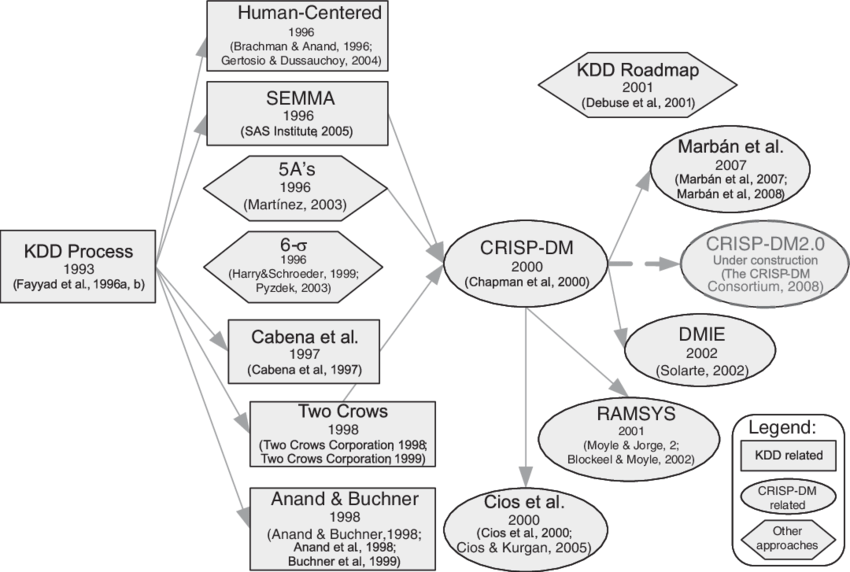 Human-Centered
1996
(Brachman & Anand, 1996;
Gertosio & Dussauchoy, 2004)
SEMMA
1996
(SAS Institute, 2005)
5A's
1996
(Martínez, 2003)
6-σ
1996
(Harry&Schroeder, 1999;
Pyzdek, 2003)
KDD Process
1993
(Fayyad et al., 1996a, b)
Cabena et al.
1997
(Cabena et al, 1997)
Two Crows
1998
(Two Crows Corporation, 1998;
Two Crows Corporation, 1999)
Anand & Buchner
1998
(Anand & Buchner,1998;
Anand et al., 1998;
Buchner et al., 1999)
CRISP-DM
2000
(Chapman et al., 2000)
KDD Roadmap
2001
(Debuse et al., 2001)
Marbán et al.
2007
(Marbán et al., 2007;
Marbán et al., 2008)
CRISP-DM2.0
Under construction
(The CRISP-DM
Consortium, 2008)
DMIE
2002
(Solarte, 2002)
RAMSYS
2001
(Moyle & Jorge, 2;
Blockeel & Moyle, 2002)
Cios et al.
2000
(Cios et al., 2000;
Cios & Kurgan, 2005)
Legend:
KDD related
CRISP-DM
related
Other
approaches